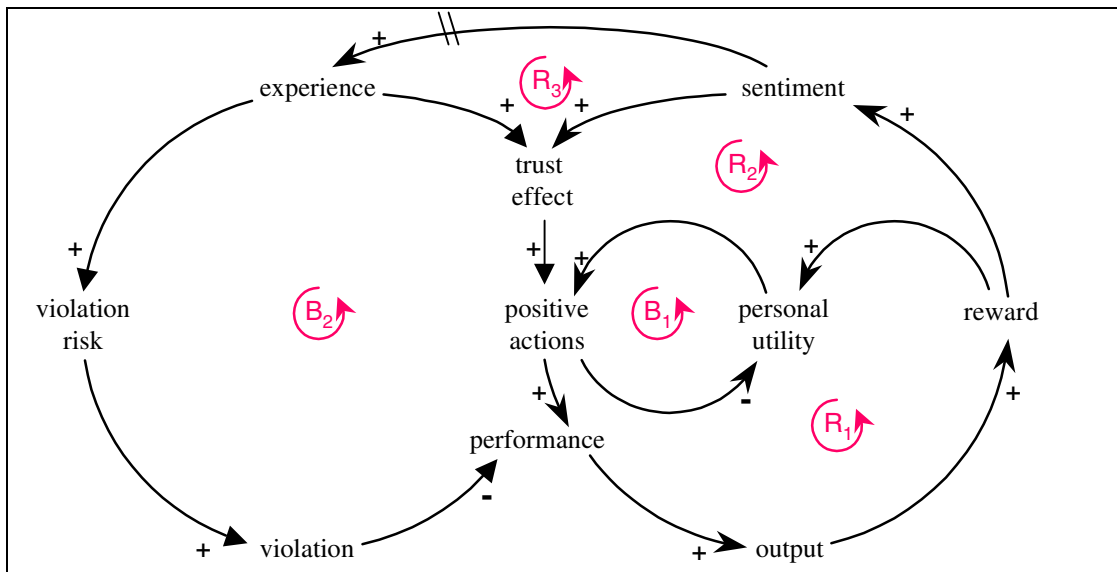 +
experience
R3
sentiment
+
+
+
trust
effect
R2
+
+
+
+
violation
risk
B2
positive
actions
B1
personal
utility
reward
+
-
+
R1
performance
-
+
violation
+
output